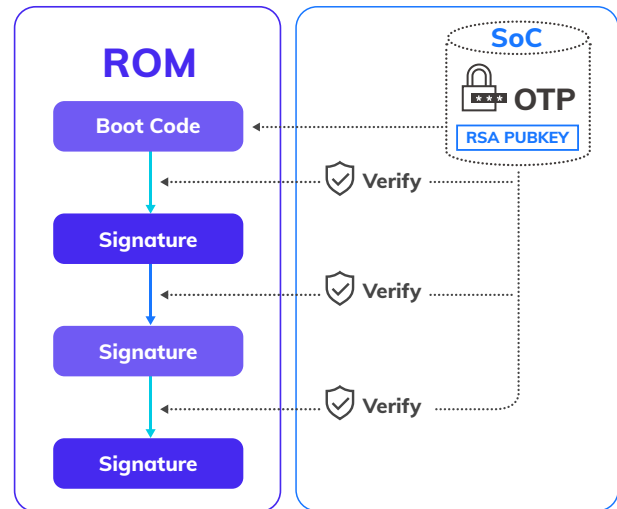 ROM
SoC
OTP
RSA PUBKEY
Boot Code
Verify
Signature
Verify
Signature
Verify
Signature